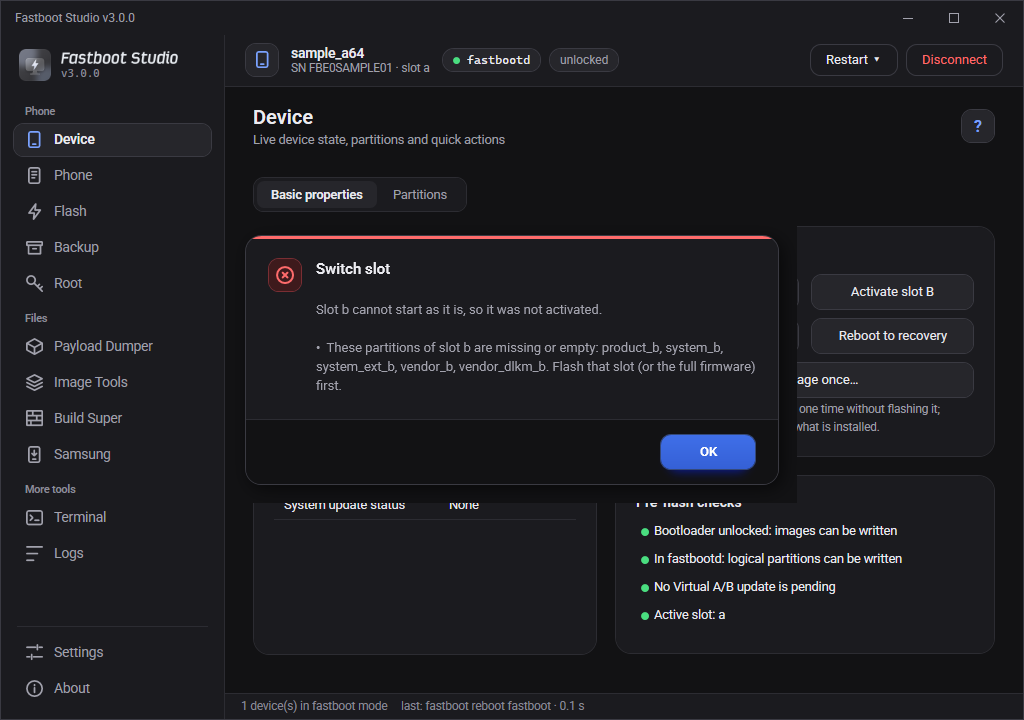 Fastboot Studio v3.0.0
Fastboot Studio
v3.0.0
Phone
Device
Phone
Flash
Backup
Root
Files
Payload Dumper
Image Tools
Build Super
Samsung
More tools
Terminal
Logs
Settings
About
sample_a64
SN FBE0SAMPLE01 · slot a
fastbootd
unlocked
Restart ▾
Disconnect
Device
Live device state, partitions and quick actions
?
Basic properties
Partitions
Switch slot
Slot b cannot start as it is, so it was not activated.
• These partitions of slot b are missing or empty: product_b, system_b,
system_ext_b, vendor_b, vendor_dlkm_b. Flash that slot (or the full firmware)
first.
OK
Activate slot B
Reboot to recovery
age once…
one time without flashing it;
what is installed.
System update status
None
Pre-flash checks
Bootloader unlocked: images can be written
In fastbootd: logical partitions can be written
No Virtual A/B update is pending
Active slot: a
1 device(s) in fastboot mode
last: fastboot reboot fastboot · 0.1 s